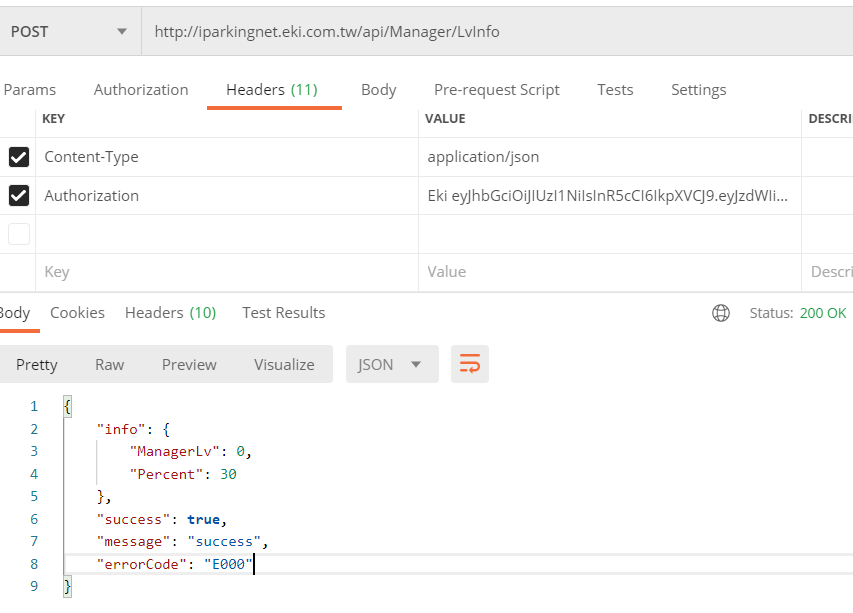 POST http://iparkingnet.eki.com.tw/api/Manager/LvInfo
Params Authorization Headers (11) Body Pre-request Script Tests Settings
KEY VALUE DESCRI
Content-Type application/json
Authorization Eki eyJhbGciOiJIUzI1NiIsInR5cCI6IkpXVCJ9.eyJzdWIi...
Key Value Descri
Body Cookies Headers (10) Test Results Status: 200 OK
Pretty Raw Preview Visualize JSON
1 {
2 "info": {
3 "ManagerLv": 0,
4 "Percent": 30
5 },
6 "success": true,
7 "message": "success",
8 "errorCode": "E000"
9 }